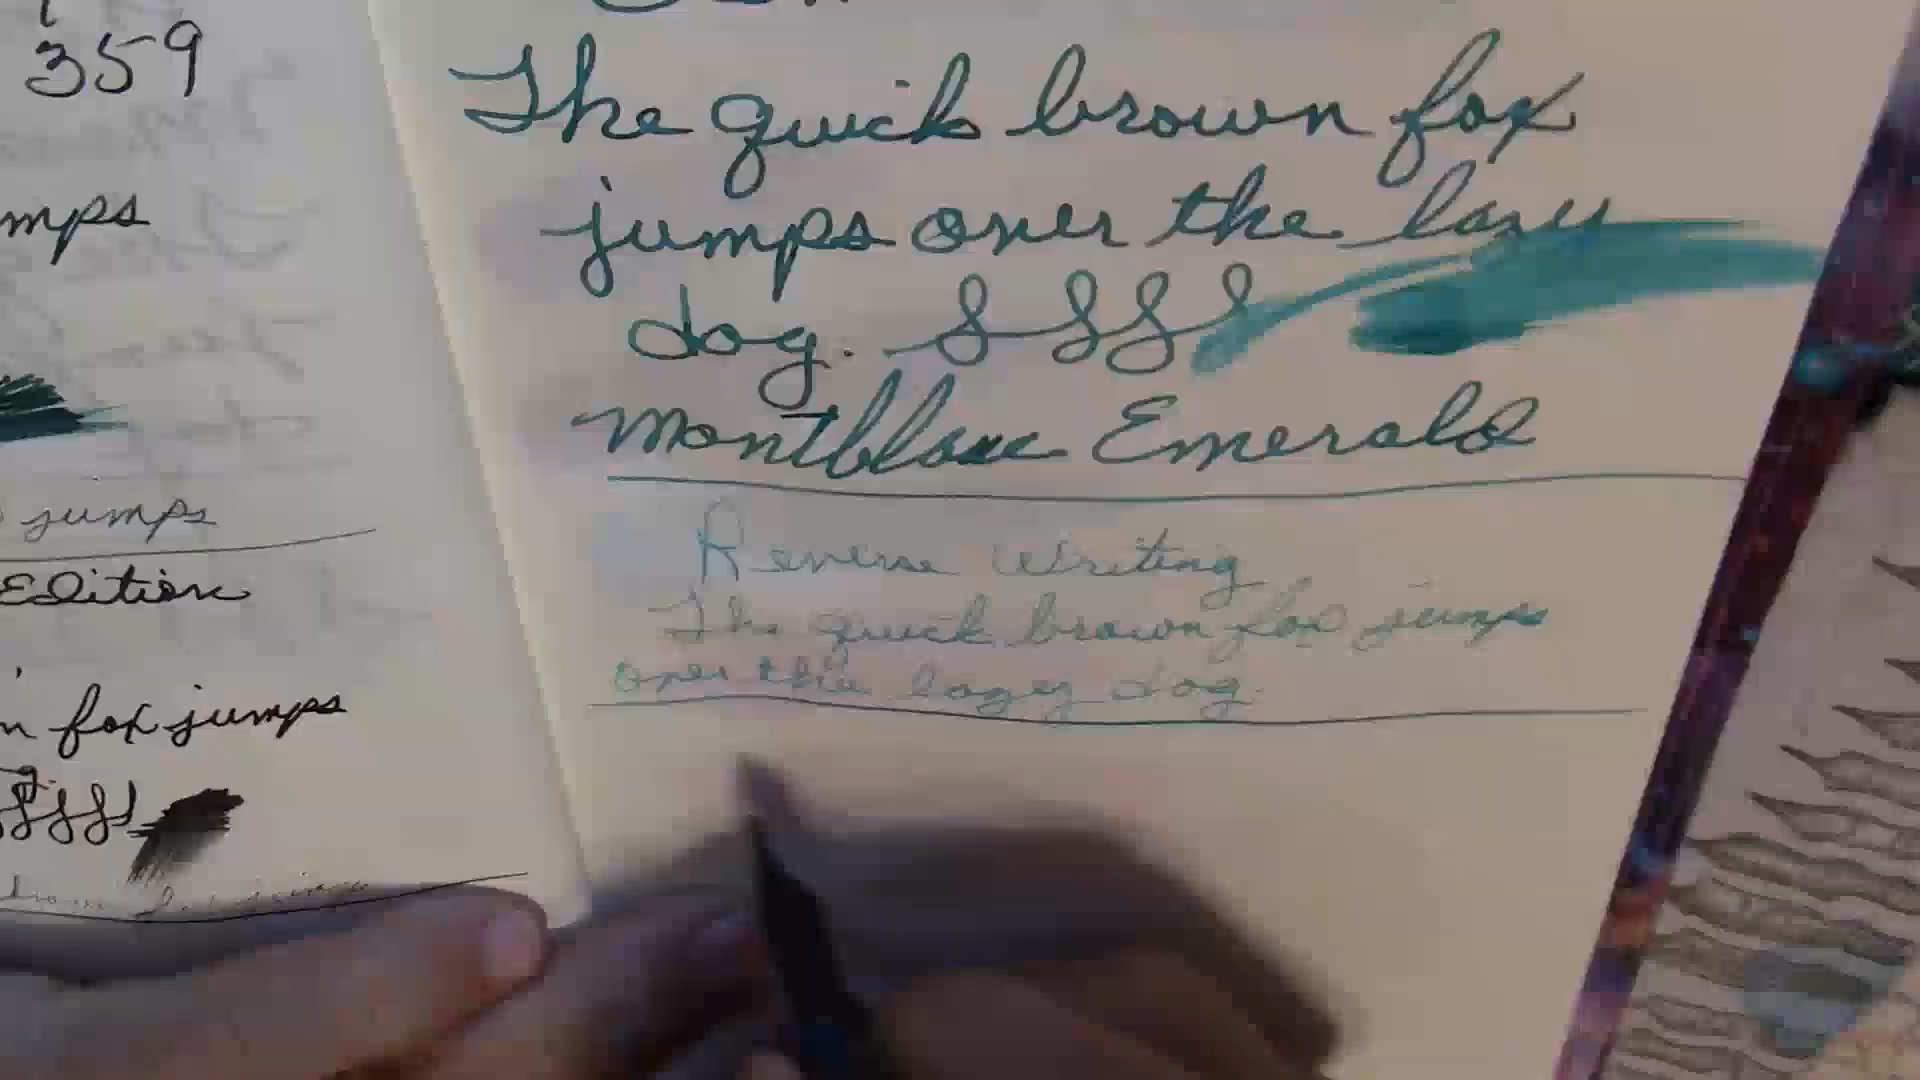 359
mps
jumps
Edition
n fox jumps
The quick brown fox
jumps over the lazy
dog.
Montblanc Emerald
Reverse Writing
The quick brown fox jumps
over the lazy dog.